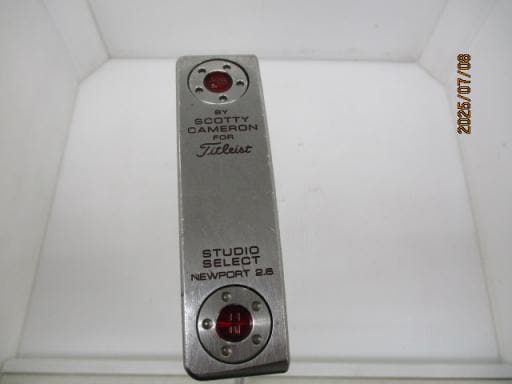 BY
SCOTTY
CAMERON
FOR
Titleist
STUDIO
SELECT
NEWPORT 2.6
2025/07/08